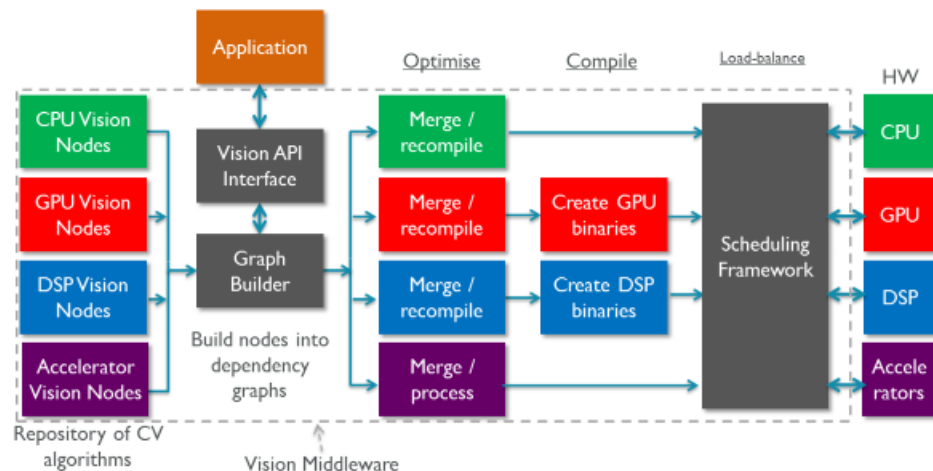 Application
Optimise
Compile
Load-balance
HW
CPU Vision
Nodes
GPU Vision
Nodes
DSP Vision
Nodes
Accelerator
Vision Nodes
Repository of CV
algorithms
Vision API
Interface
Graph
Builder
Build nodes into
dependency
graphs
Vision Middleware
Merge /
recompile
Merge /
recompile
Merge /
recompile
Merge /
process
Create GPU
binaries
Create DSP
binaries
Scheduling
Framework
CPU
GPU
DSP
Accele
rators